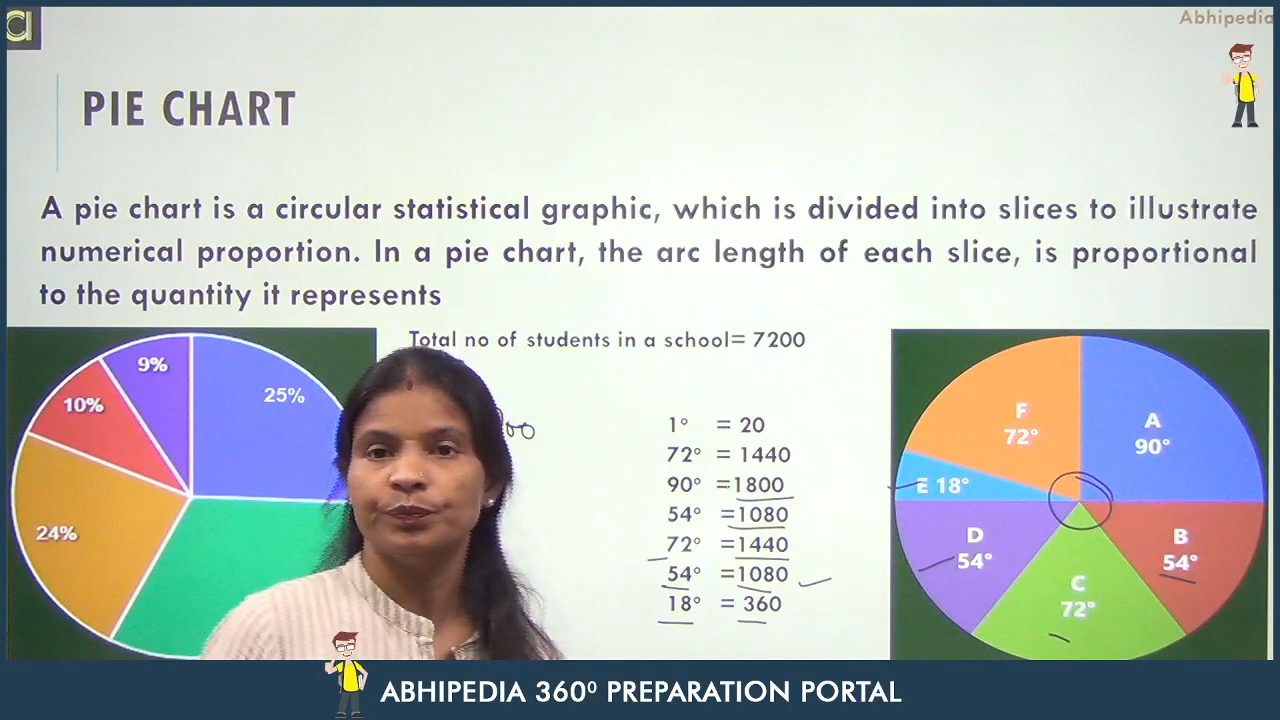 a
Abhipedia
PIE CHART
A pie chart is a circular statistical graphic, which is divided into slices to illustrate
numerical proportion. In a pie chart, the arc length of each slice, is proportional
to the quantity it represents
Total no of students in a school= 7200
9%
25%
10%
24%
1° = 20
72° = 1440
90° =1800
54° =1080
72° =1440
54° =1080
18° = 360
F
72°
A
90°
E 18°
D
54°
B
54°
C
72°
ABHIPEDIA 360⁰ PREPARATION PORTAL